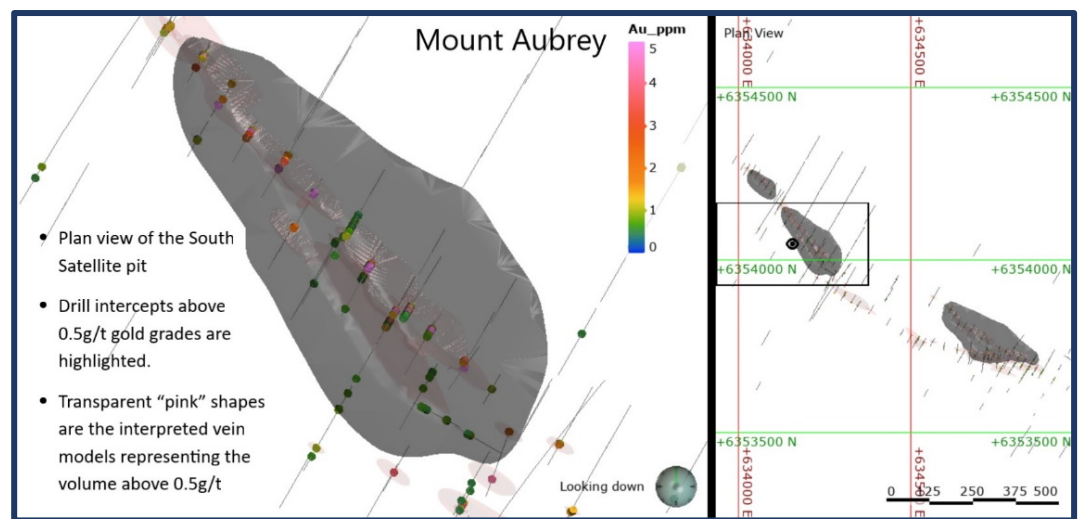 Mount Aubrey
Au_ppm
5
4
3
2
1
0
• Plan view of the South
Satellite pit
• Drill intercepts above
0.5g/t gold grades are
highlighted.
• Transparent “pink” shapes
are the interpreted vein
models representing the
volume above 0.5g/t
Looking down
Plan View
+634000 E
+634500 E
+6354500 N
+6354500 N
+6354000 N
+6354000 N
+6353500 N
+6353500 N
+634000 E
+634500 E
0 125 250 375 500